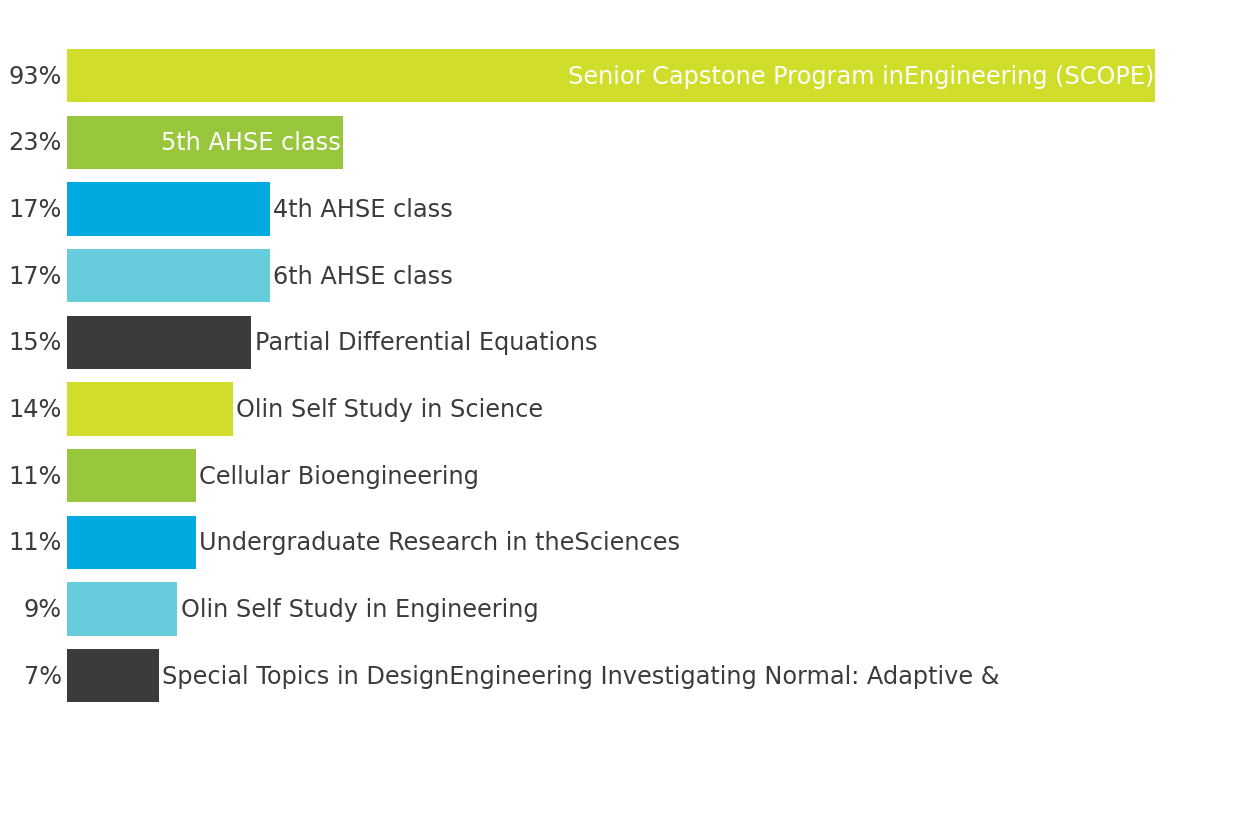 93% Senior Capstone Program inEngineering (SCOPE)
23% 5th AHSE class
17% 4th AHSE class
17% 6th AHSE class
15% Partial Differential Equations
14% Olin Self Study in Science
11% Cellular Bioengineering
11% Undergraduate Research in theSciences
9% Olin Self Study in Engineering
7% Special Topics in DesignEngineering Investigating Normal: Adaptive &